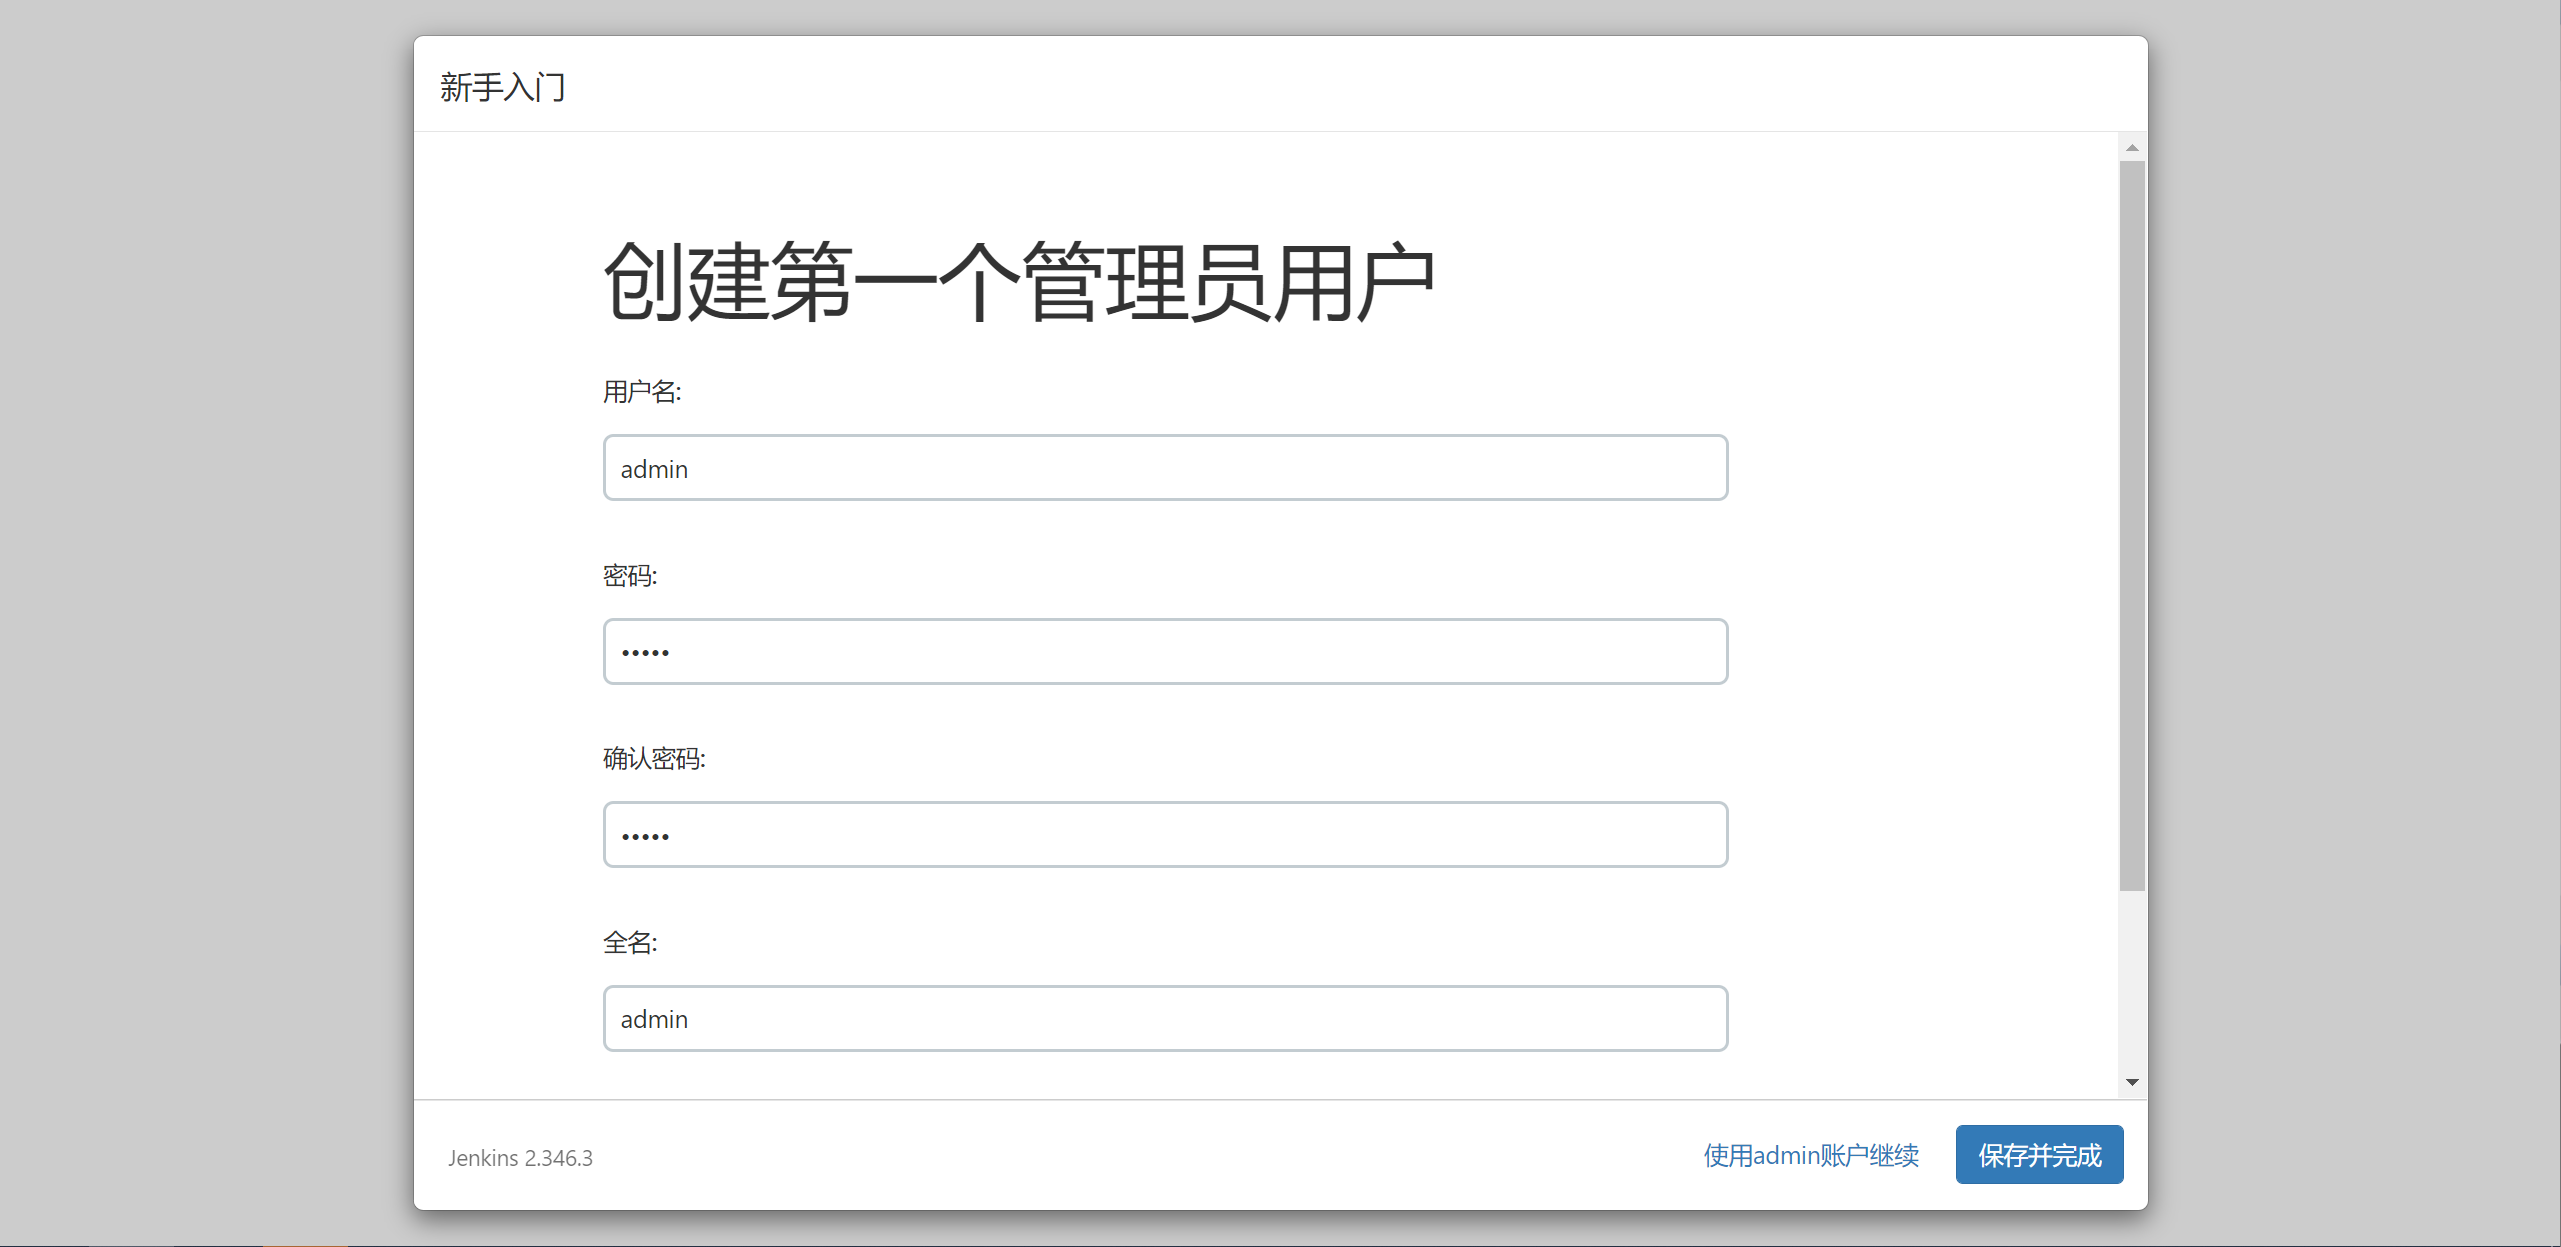 新手入门
创建第一个管理员用户
用户名:
admin
密码:
•••••
确认密码:
•••••
全名:
admin
Jenkins 2.346.3
使用admin账户继续
保存并完成